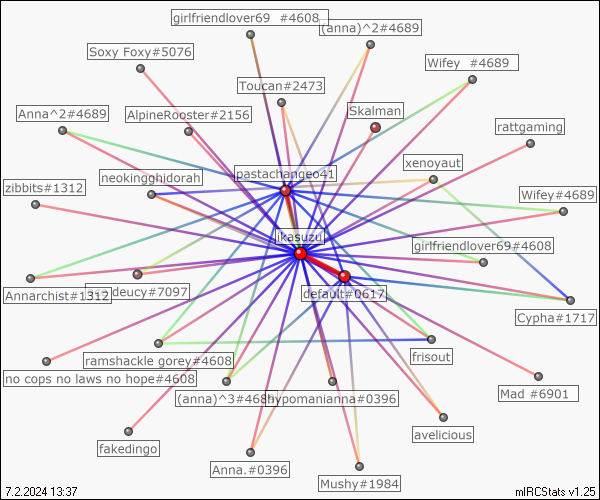 girlfriendlover69 #4608
(anna)^2#4689
Soxy Foxy#5076
Wifey #4689
Toucan#2473
Anna^2#4689
AlpineRooster#2156
Skalman
rattgaming
xenoyaut
pastachangeo41
neokingghidorah
zibbits#1312
Wifey#4689
jkasuzu
girlfriendlover69#4608
deucy#7097
Annarchist#1312
default#0617
Cypha#1717
frisout
ramshackle gorey#4608
no cops no laws no hope#4608
Mad #6901
(anna)^3#4689
hypomanianna#0396
avelicious
fakedingo
Anna.#0396
Mushy#1984
7.2.2024 13:37
mIRCStats v1.25